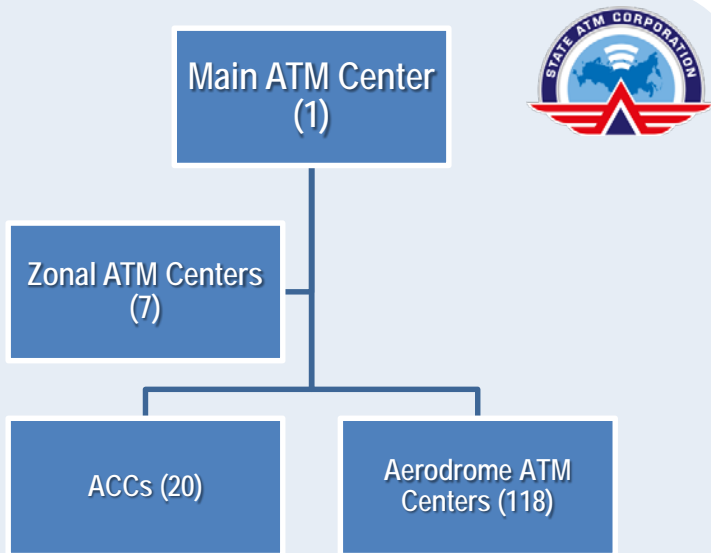 Main ATM Center
(1)
STATE ATM CORPORATION
Zonal ATM Centers
(7)
ACCs (20)
Aerodrome ATM
Centers (118)